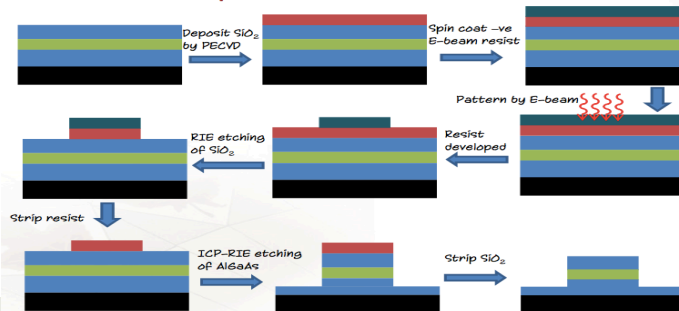 Deposit SiO₂
by PECVD
Spin coat –ve
E-beam resist
Pattern by E-beam
Resist
developed
RIE etching
of SiO₂
Strip resist
ICP-RIE etching
of AlGaAs
Strip SiO₂